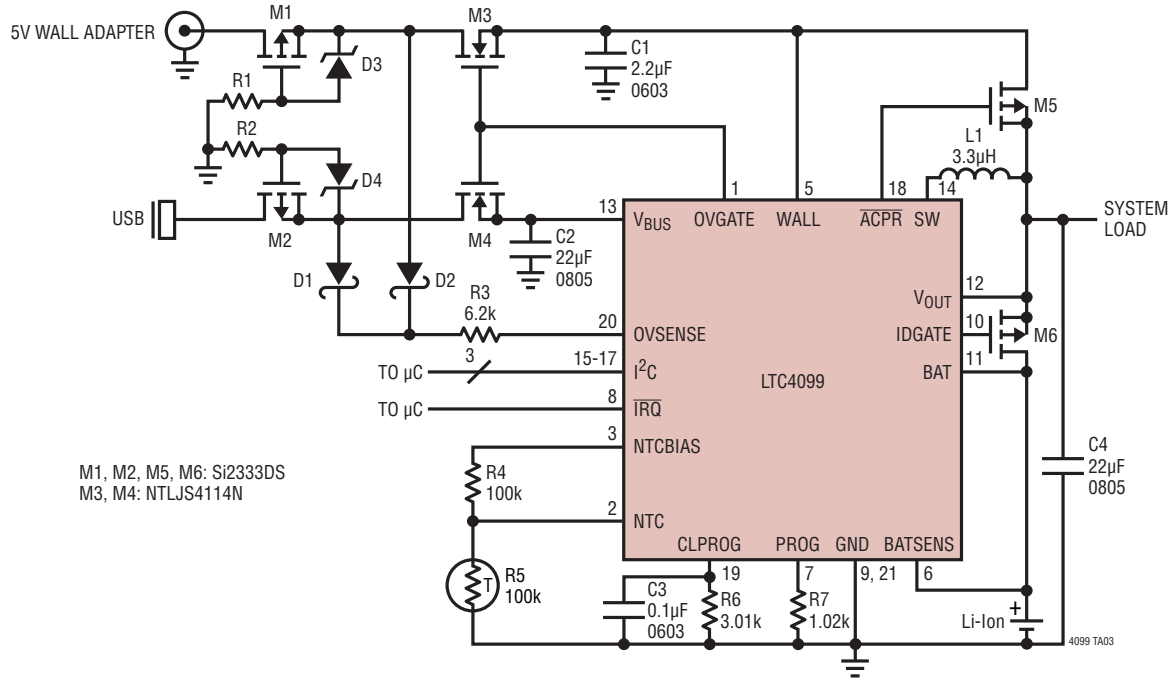 5V WALL ADAPTER
M1
M3
D3
C1
2.2µF
0603
M5
R1
R2
D4
L1
3.3µH
1
5
18
14
USB
M2
M4
13
C2
22µF
0805
VBUS
OVGATE
WALL
ACPR
SW
SYSTEM
LOAD
D1
D2
R3
6.2k
12
VOUT
20
OVSENSE
10
IDGATE
M6
3
TO µC
15-17
I2C
11
BAT
LTC4099
TO µC
8
IRQ
3
NTCBIAS
M1, M2, M5, M6: Si2333DS
M3, M4: NTLJS4114N
R4
100k
C4
22µF
0805
2
NTC
CLPROG
PROG
GND
BATSENS
19
7
9, 21
6
T
R5
100k
C3
0.1µF
0603
R6
3.01k
R7
1.02k
Li-Ion
+
4099 TA03